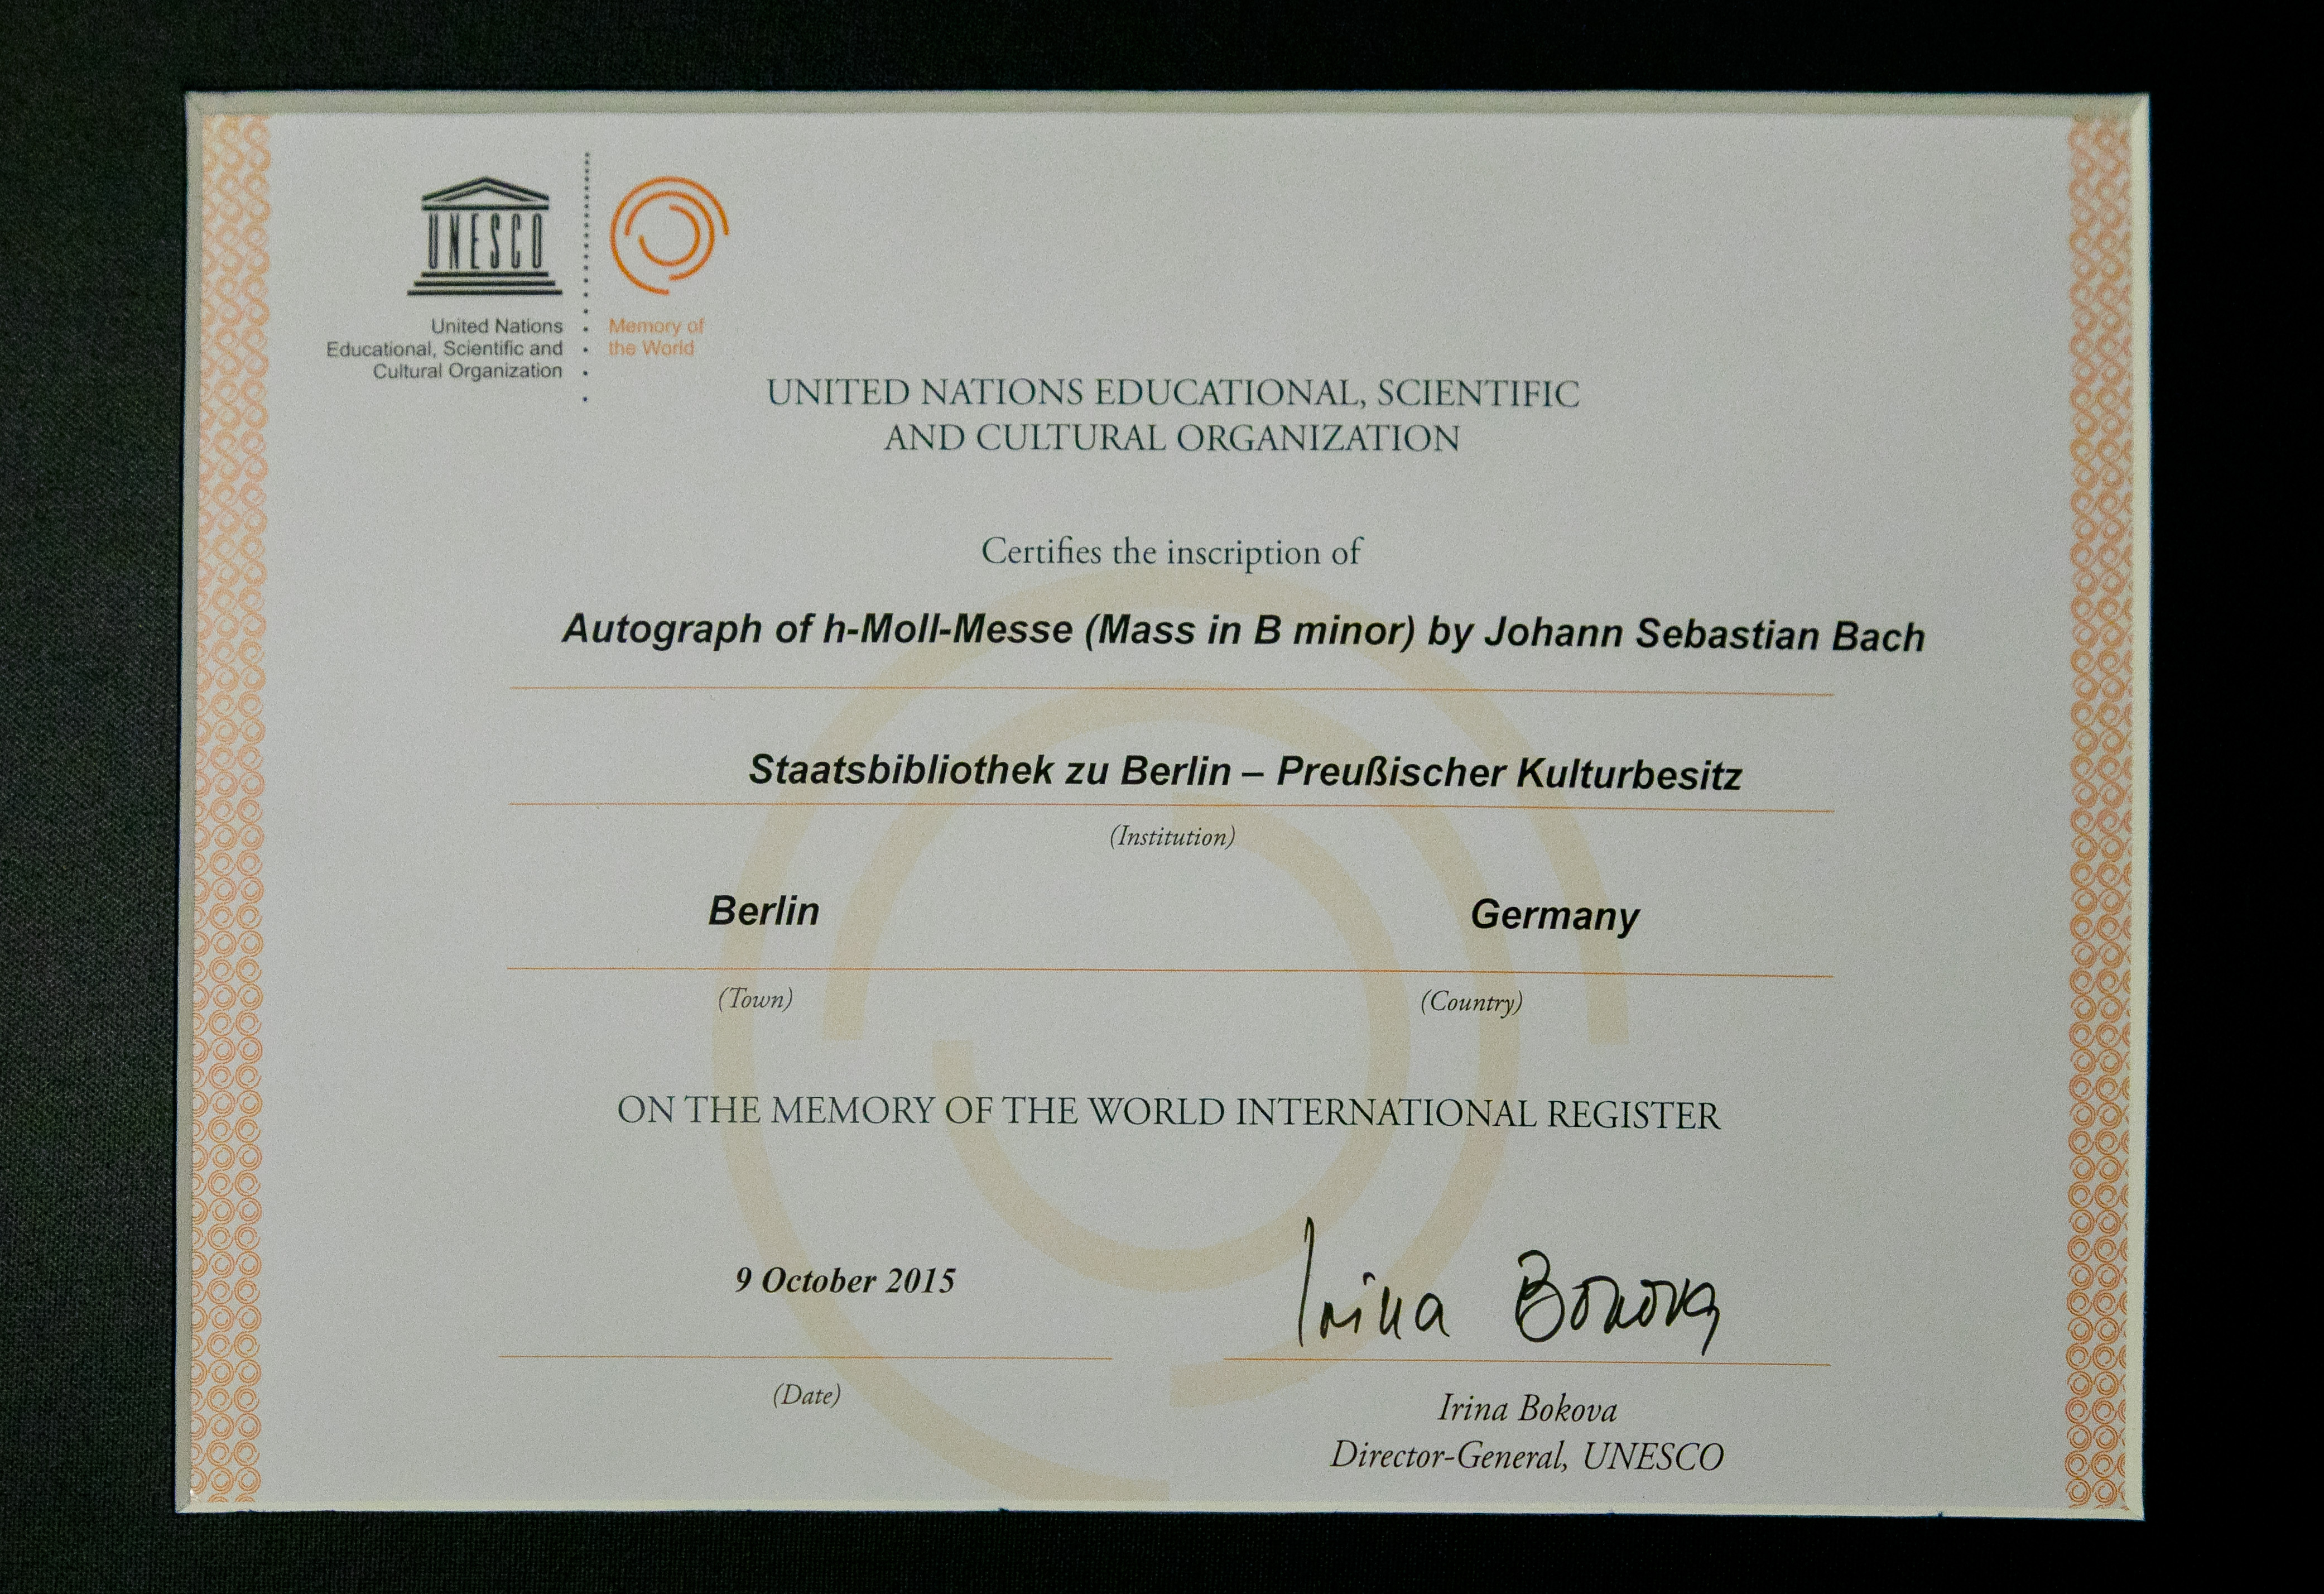 UNESCO
United Nations
Educational, Scientific and
Cultural Organization
Memory of
the World
UNITED NATIONS EDUCATIONAL, SCIENTIFIC
AND CULTURAL ORGANIZATION
Certifies the inscription of
Autograph of h-Moll-Messe (Mass in B minor) by Johann Sebastian Bach
Staatsbibliothek zu Berlin – Preußischer Kulturbesitz
(Institution)
Berlin Germany
(Town) (Country)
ON THE MEMORY OF THE WORLD INTERNATIONAL REGISTER
9 October 2015 Irina Bokova
(Date)
Irina Bokova
Director-General, UNESCO